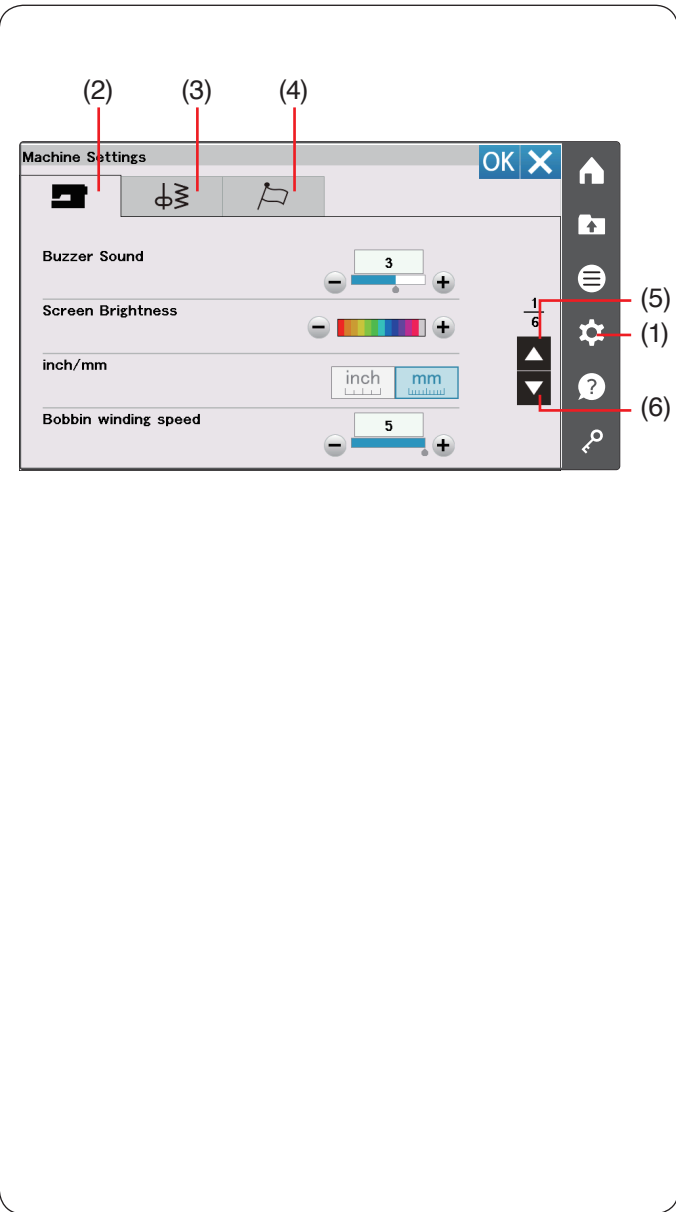 (2) (3) (4)
Machine Settings OK
Buzzer Sound 3
Screen Brightness
1
6
(5)
(1)
inch/mm inch mm
?
(6)
Bobbin winding speed 5